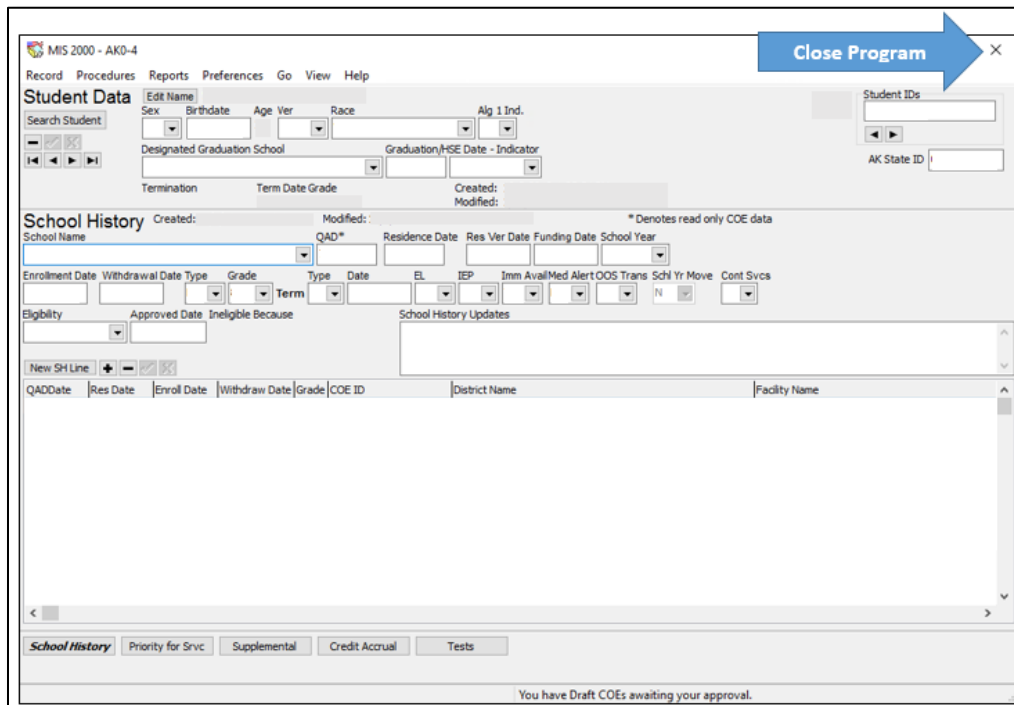 MIS 2000 - AK0-4
Close Program
Record Procedures Reports Preferences Go View Help
Student Data Edit Name
Student IDs
Search Student
Sex Birthdate Age Ver Race Alg 1 Ind.
Designated Graduation School Graduation/HSE Date - Indicator
AK State ID
Termination Term Date Grade Created:
Modified:
School History Created: Modified: * Denotes read only COE data
School Name QAD* Residence Date Res Ver Date Funding Date School Year
Enrollment Date Withdrawal Date Type Grade Type Date EL IEP Imm Avail Med Alert OOS Trans Schl Yr Move Cont Svcs
Term N
Eligibility Approved Date Ineligible Because School History Updates
New SH Line
QADDate Res Date Enroll Date Withdraw Date Grade COE ID District Name Facility Name
School History Priority for Srvc Supplemental Credit Accrual Tests
You have Draft COEs awaiting your approval.